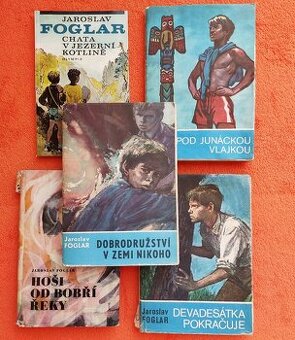 JAROSLAV
FOGLAR
CHATA
V JEZERNÍ
KOTLINĚ
OLYMPIA
POD JUNÁCKOU
VLAJKOU
Jaroslav
FOGLAR
DOBRODRUŽSTVÍ
V ZEMI NIKOHO
JAROSLAV FOGLAR
HOŠI
OD BOBŘÍ
ŘEKY
Jaroslav
FOGLAR
DEVADESÁTKA
POKRAČUJE